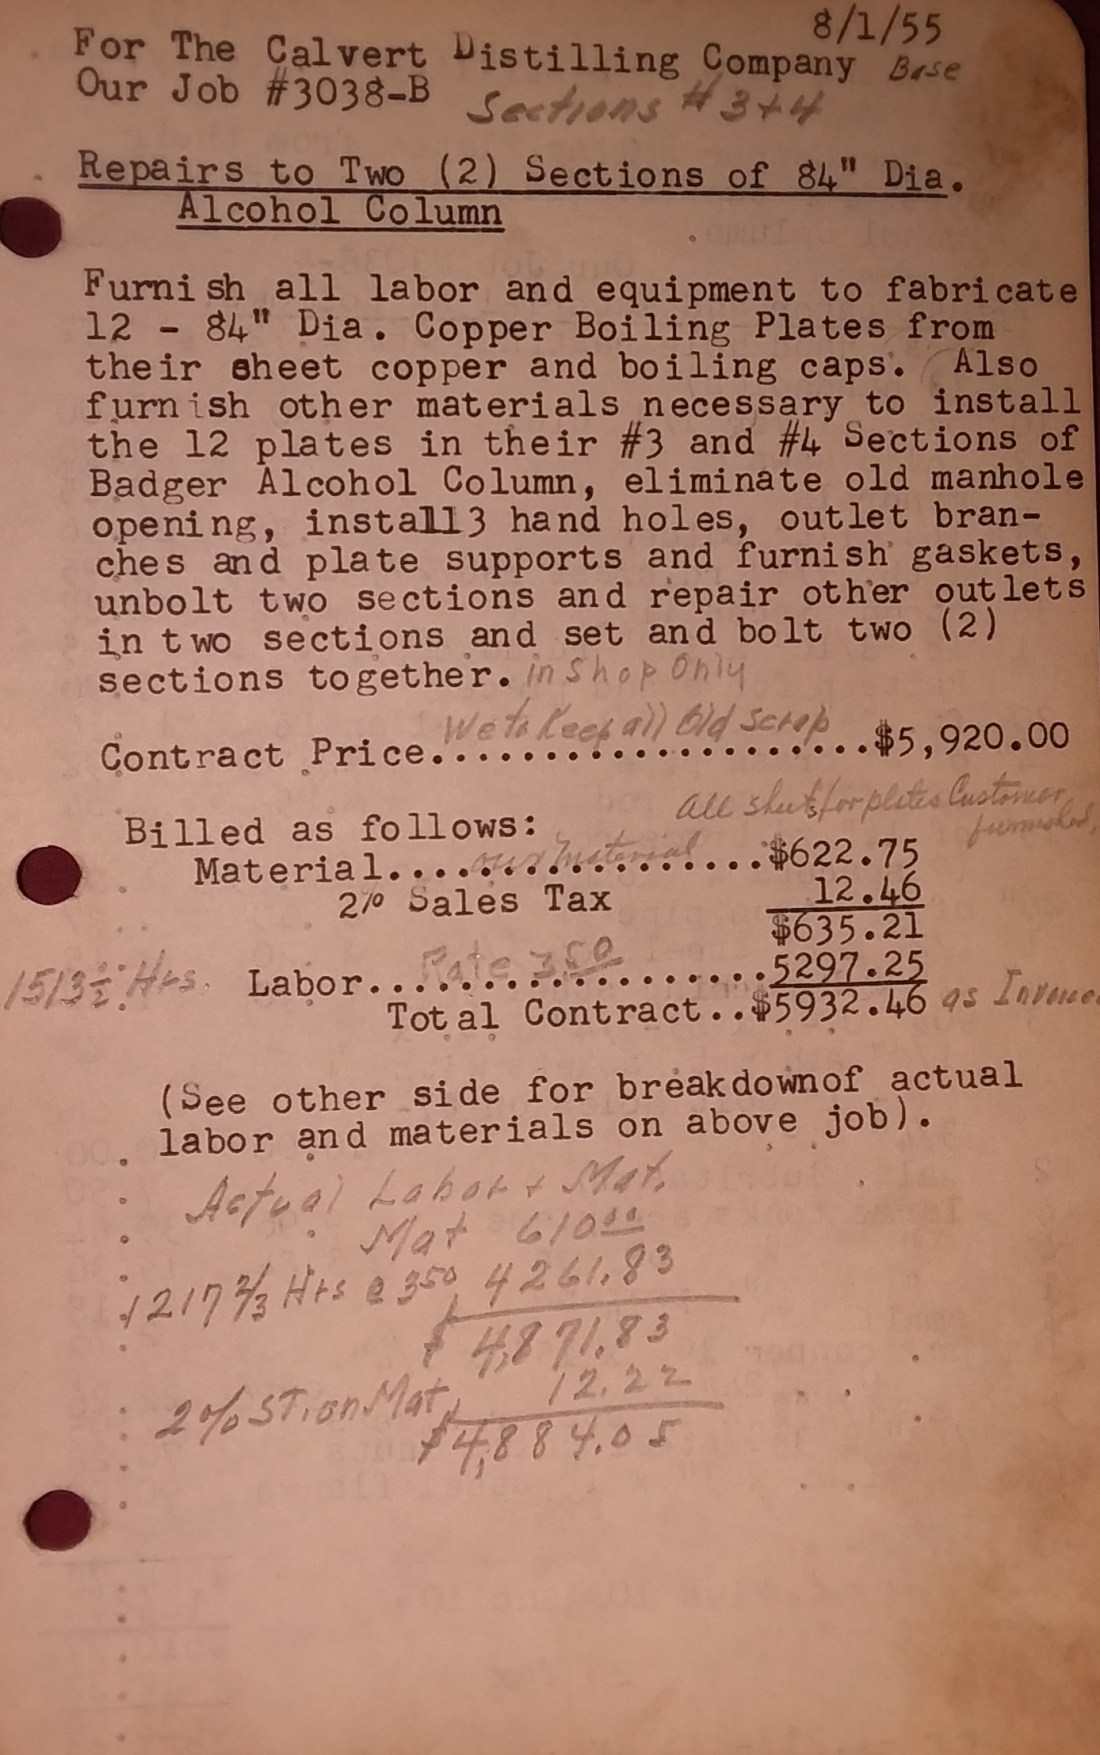 8/1/55
For The Calvert Distilling Company Base
Our Job #3038-B Sections # 3+4
Repairs to Two (2) Sections of 84" Dia.
Alcohol Column
Furnish all labor and equipment to fabricate
12 - 84" Dia. Copper Boiling Plates from
their sheet copper and boiling caps. Also
furnish other materials necessary to install
the 12 plates in their #3 and #4 Sections of
Badger Alcohol Column, eliminate old manhole
opening, install3 hand holes, outlet bran-
ches and plate supports and furnish gaskets,
unbolt two sections and repair other outlets
in two sections and set and bolt two (2)
sections together. in Shop Only
We to Keep all Old Scrap
Contract Price....................$5,920.00
All sheets for plates Customer
furnished,
Billed as follows:
Material.................$622.75
our material
2% Sales Tax 12.46
$635.21
1513½ Hrs. Labor..................5297.25
Rate 3.50
Total Contract..$5932.46 as Invoice
(See other side for breakdownof actual
labor and materials on above job).
Actual Labor + Mat.
Mat 610.00
1217 2/3 Hrs @ 3.50 4261.83
$ 4,871.83
2% ST. on Mat. 12.22
$4,884.05